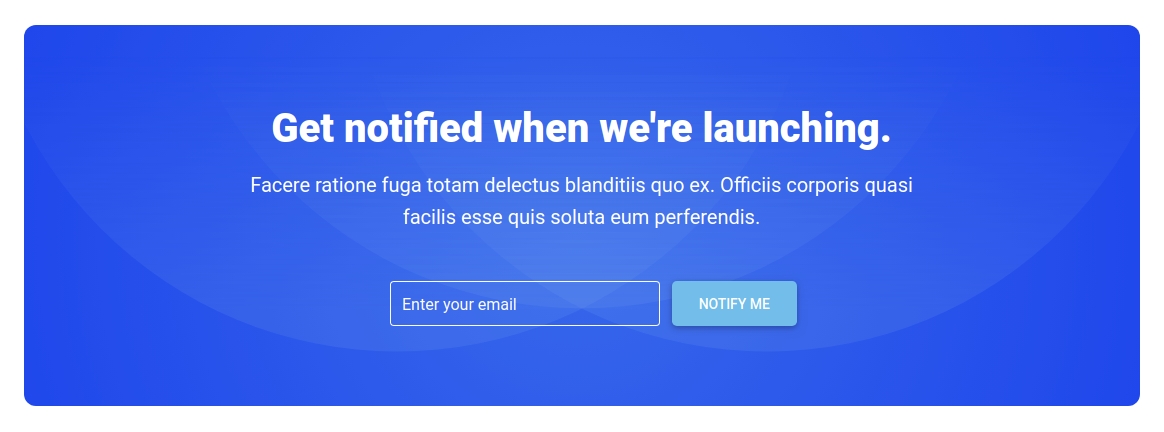 Get notified when we're launching.
Facere ratione fuga totam delectus blanditiis quo ex. Officiis corporis quasi
facilis esse quis soluta eum perferendis.
Enter your email
NOTIFY ME